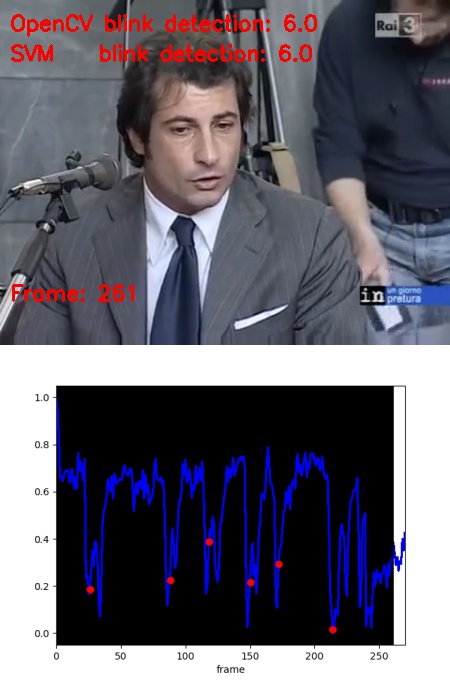 OpenCV blink detection: 6.0
Rai 3
SVM blink detection: 6.0
Frame: 261
in un giorno
pretura
1.0
0.8
0.6
0.4
0.2
0.0
0 50 100 150 200 250
frame